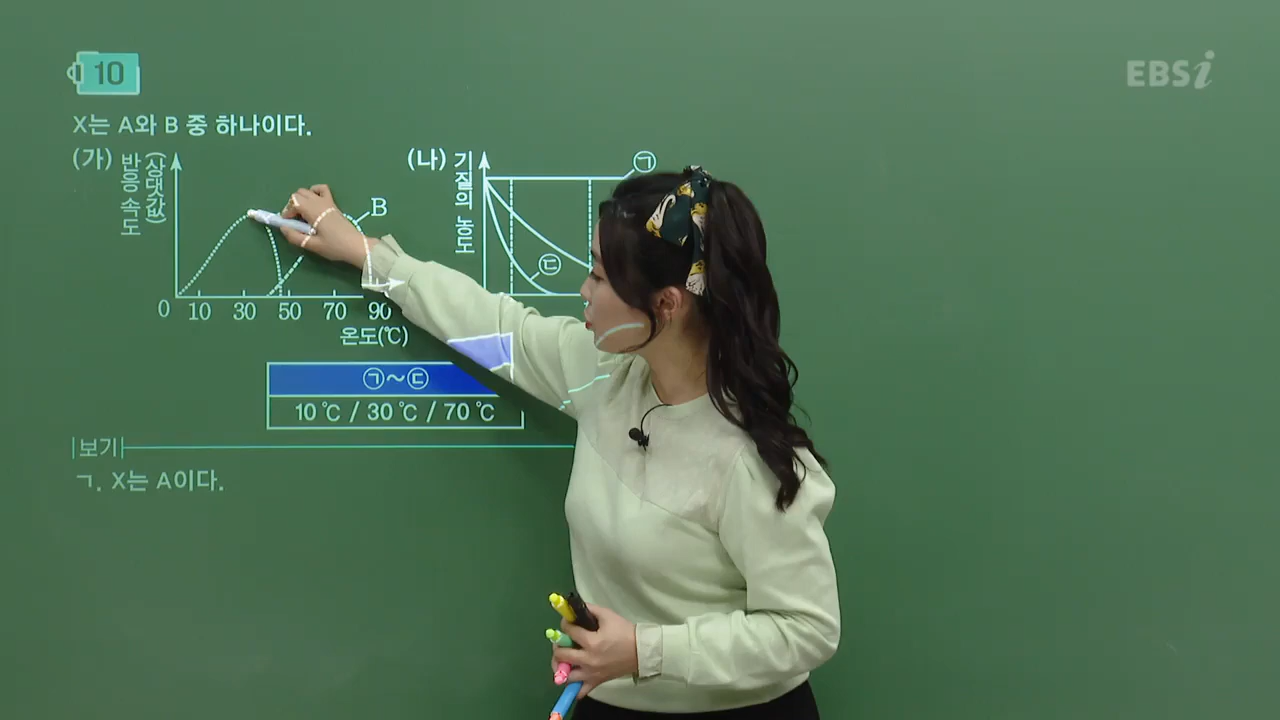 10
EBSi
X는 A와 B 중 하나이다.
(가) 반응 속도 (상댓값)
B
0 10 30 50 70 90
온도(℃)
(나) 기질의 농도
㉠
㉢
㉠~㉢
10 ℃ / 30 ℃ / 70 ℃
보기
ㄱ. X는 A이다.